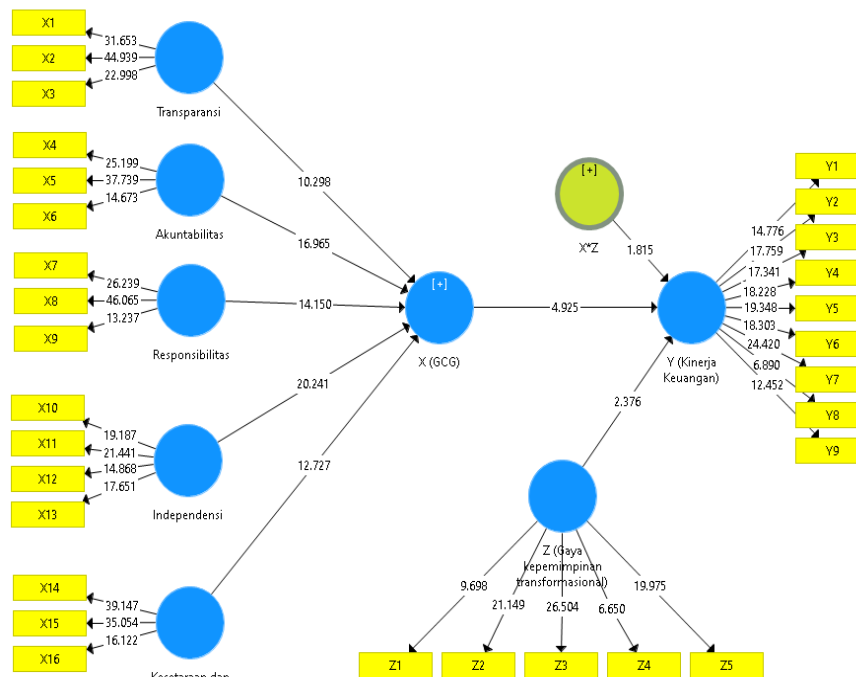 X1
31.653
X2
44.939
22.998
X3
Transparansi
X4
25.199
X5
37.739
14.673
X6
Akuntabilitas
X7
26.239
X8
46.065
13.237
X9
Responsibilitas
X10
19.187
X11
21.441
14.868
X12
17.651
X13
Independensi
X14
39.147
X15
35.054
16.122
X16
Kesetaraan dan
10.298
16.965
14.150
20.241
12.727
[+]
X (GCG)
[+]
X*Z
1.815
4.925
2.376
Y (Kinerja
Keuangan)
14.776
17.759
17.341
18.228
19.348
18.303
24.420
6.890
12.452
Y1
Y2
Y3
Y4
Y5
Y6
Y7
Y8
Y9
Z (Gaya
kepemimpinan
transformasional)
9.698
21.149
26.504
6.650
19.975
Z1
Z2
Z3
Z4
Z5